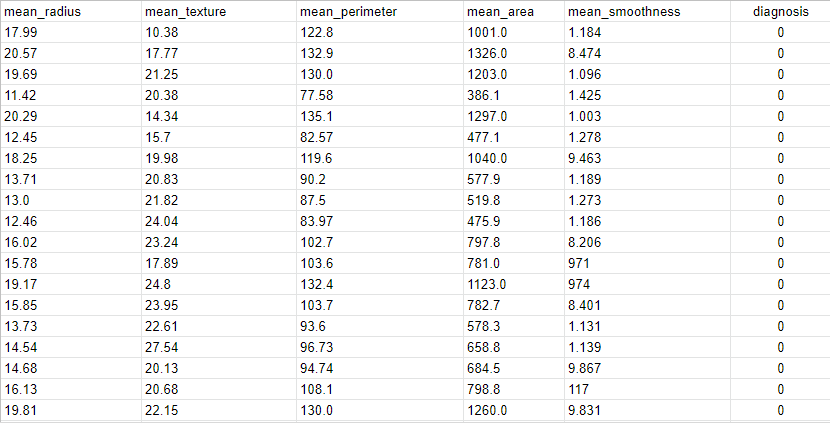 mean_radius mean_texture mean_perimeter mean_area mean_smoothness diagnosis
17.99 10.38 122.8 1001.0 1.184 0
20.57 17.77 132.9 1326.0 8.474 0
19.69 21.25 130.0 1203.0 1.096 0
11.42 20.38 77.58 386.1 1.425 0
20.29 14.34 135.1 1297.0 1.003 0
12.45 15.7 82.57 477.1 1.278 0
18.25 19.98 119.6 1040.0 9.463 0
13.71 20.83 90.2 577.9 1.189 0
13.0 21.82 87.5 519.8 1.273 0
12.46 24.04 83.97 475.9 1.186 0
16.02 23.24 102.7 797.8 8.206 0
15.78 17.89 103.6 781.0 971 0
19.17 24.8 132.4 1123.0 974 0
15.85 23.95 103.7 782.7 8.401 0
13.73 22.61 93.6 578.3 1.131 0
14.54 27.54 96.73 658.8 1.139 0
14.68 20.13 94.74 684.5 9.867 0
16.13 20.68 108.1 798.8 117 0
19.81 22.15 130.0 1260.0 9.831 0